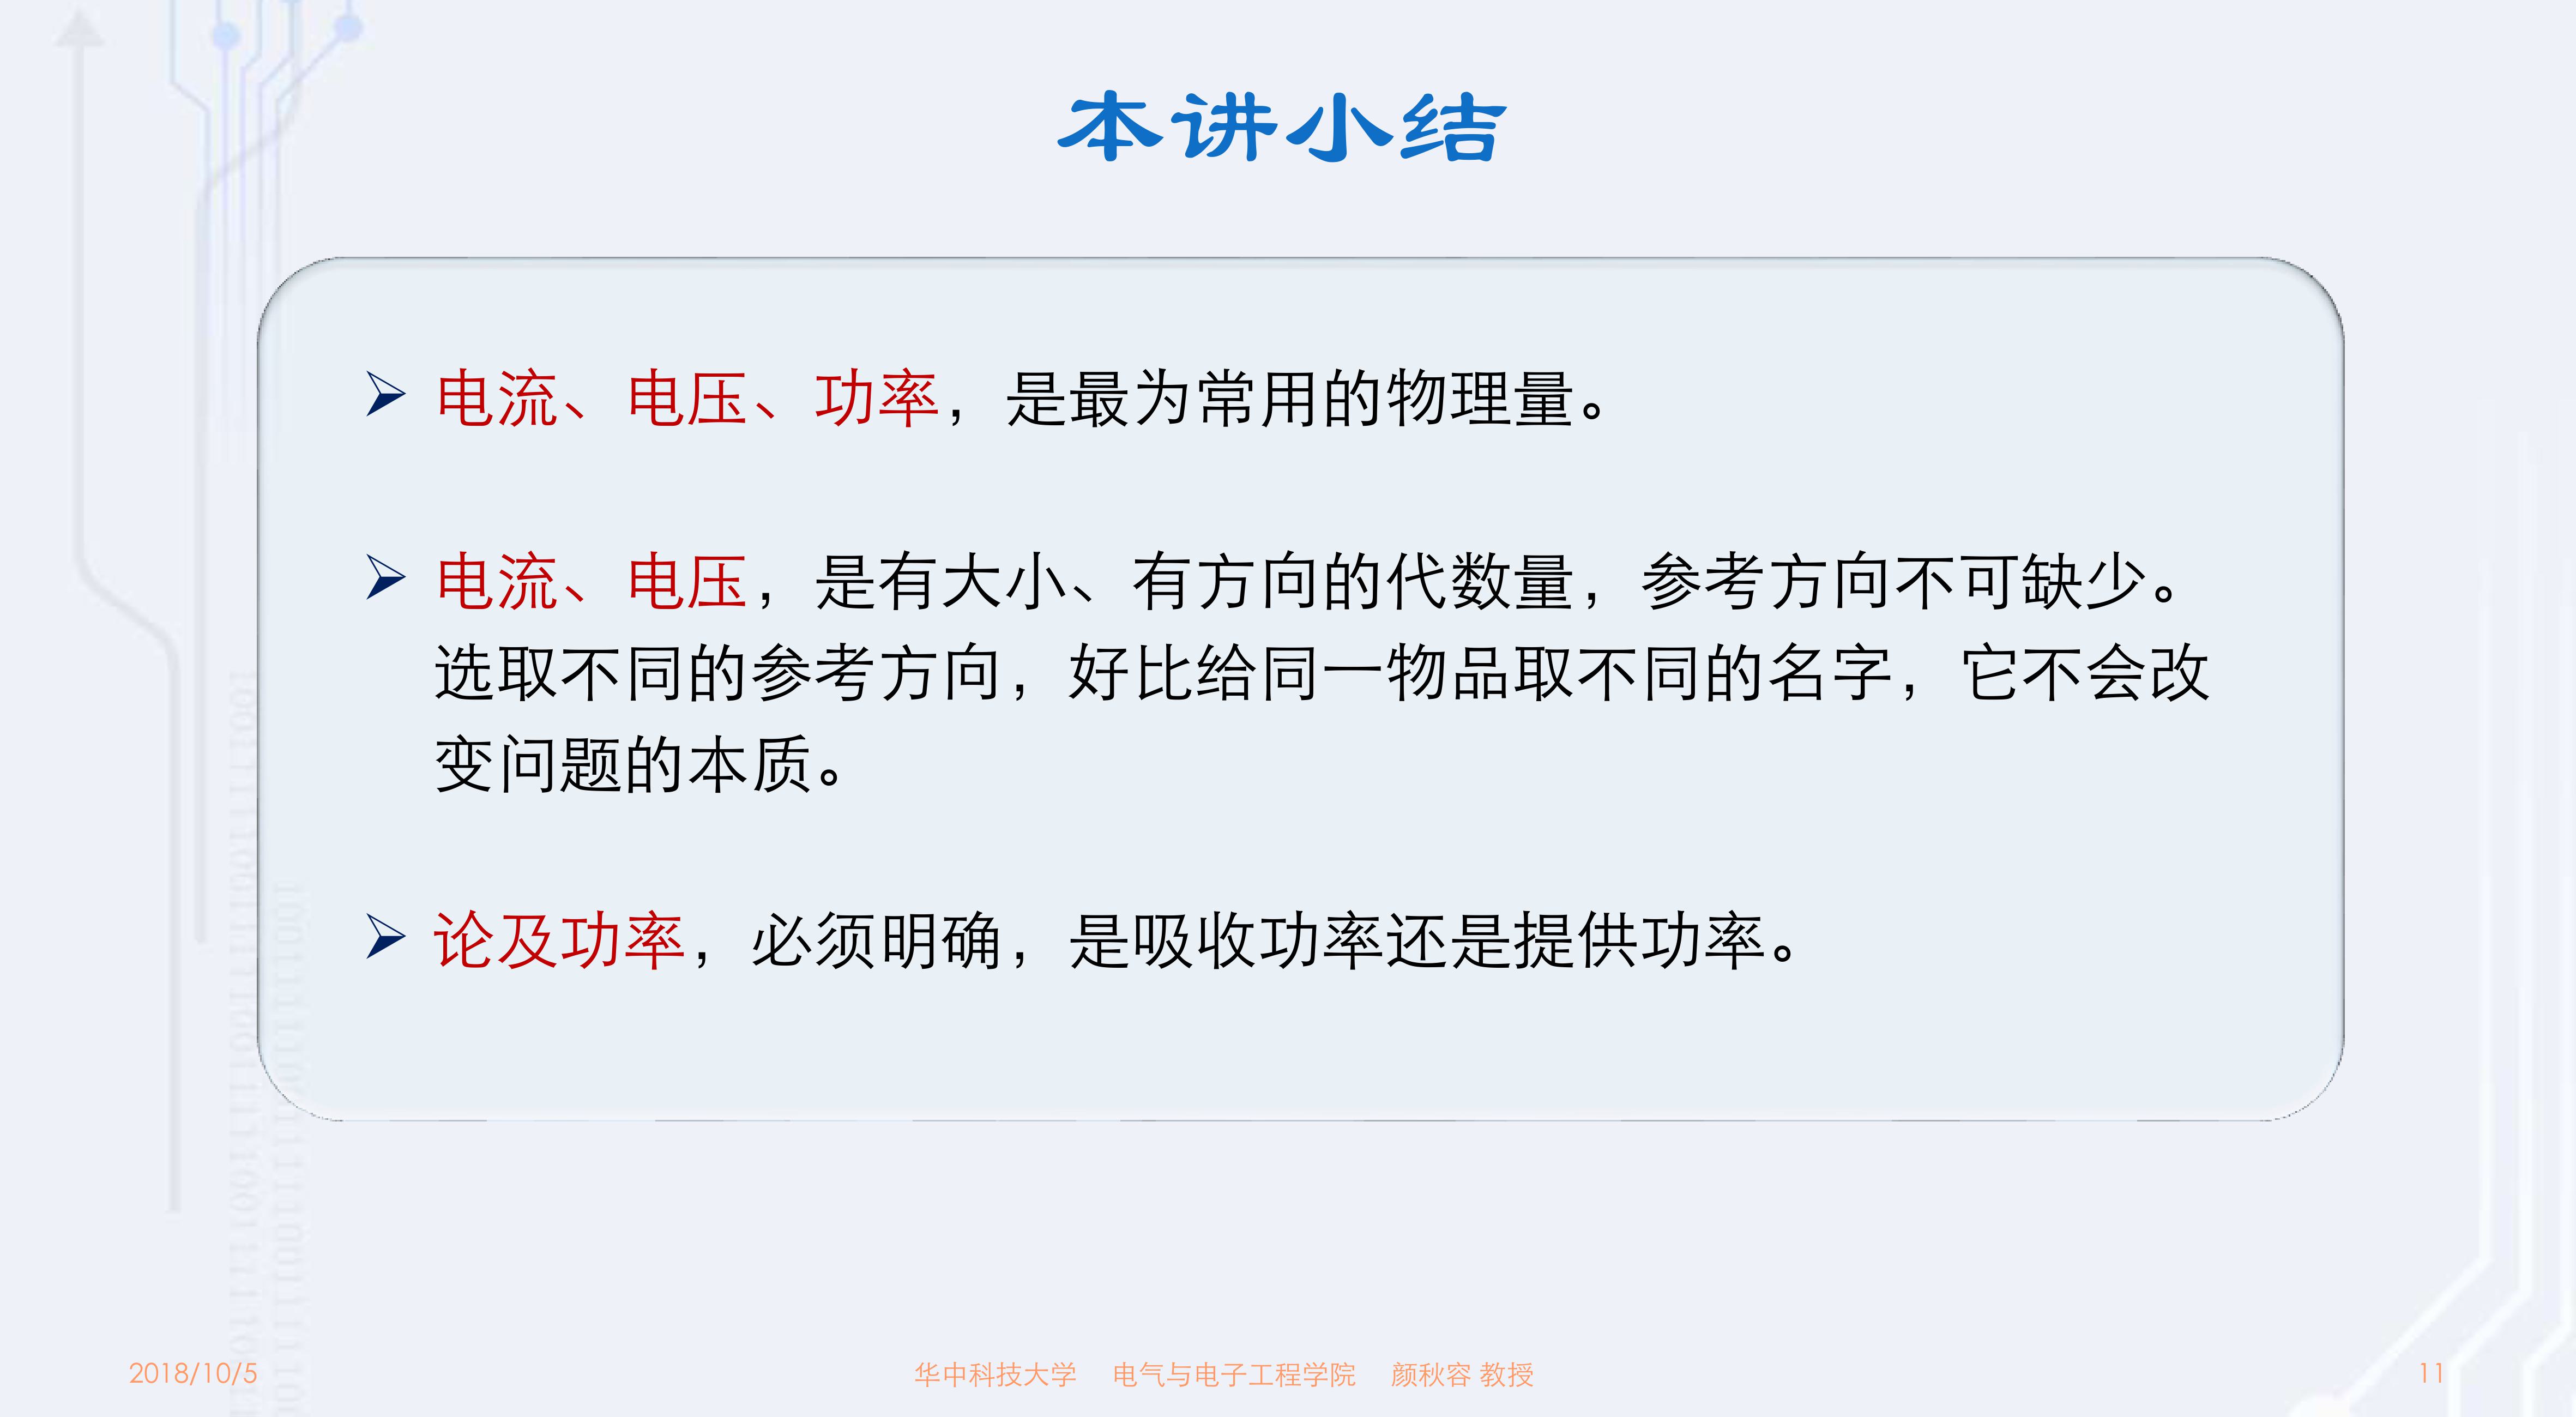 本讲小结
➢ 电流、电压、功率，是最为常用的物理量。
➢ 电流、电压，是有大小、有方向的代数量，参考方向不可缺少。
选取不同的参考方向，好比给同一物品取不同的名字，它不会改
变问题的本质。
➢ 论及功率，必须明确，是吸收功率还是提供功率。
2018/10/5
华中科技大学 电气与电子工程学院 颜秋容 教授
11